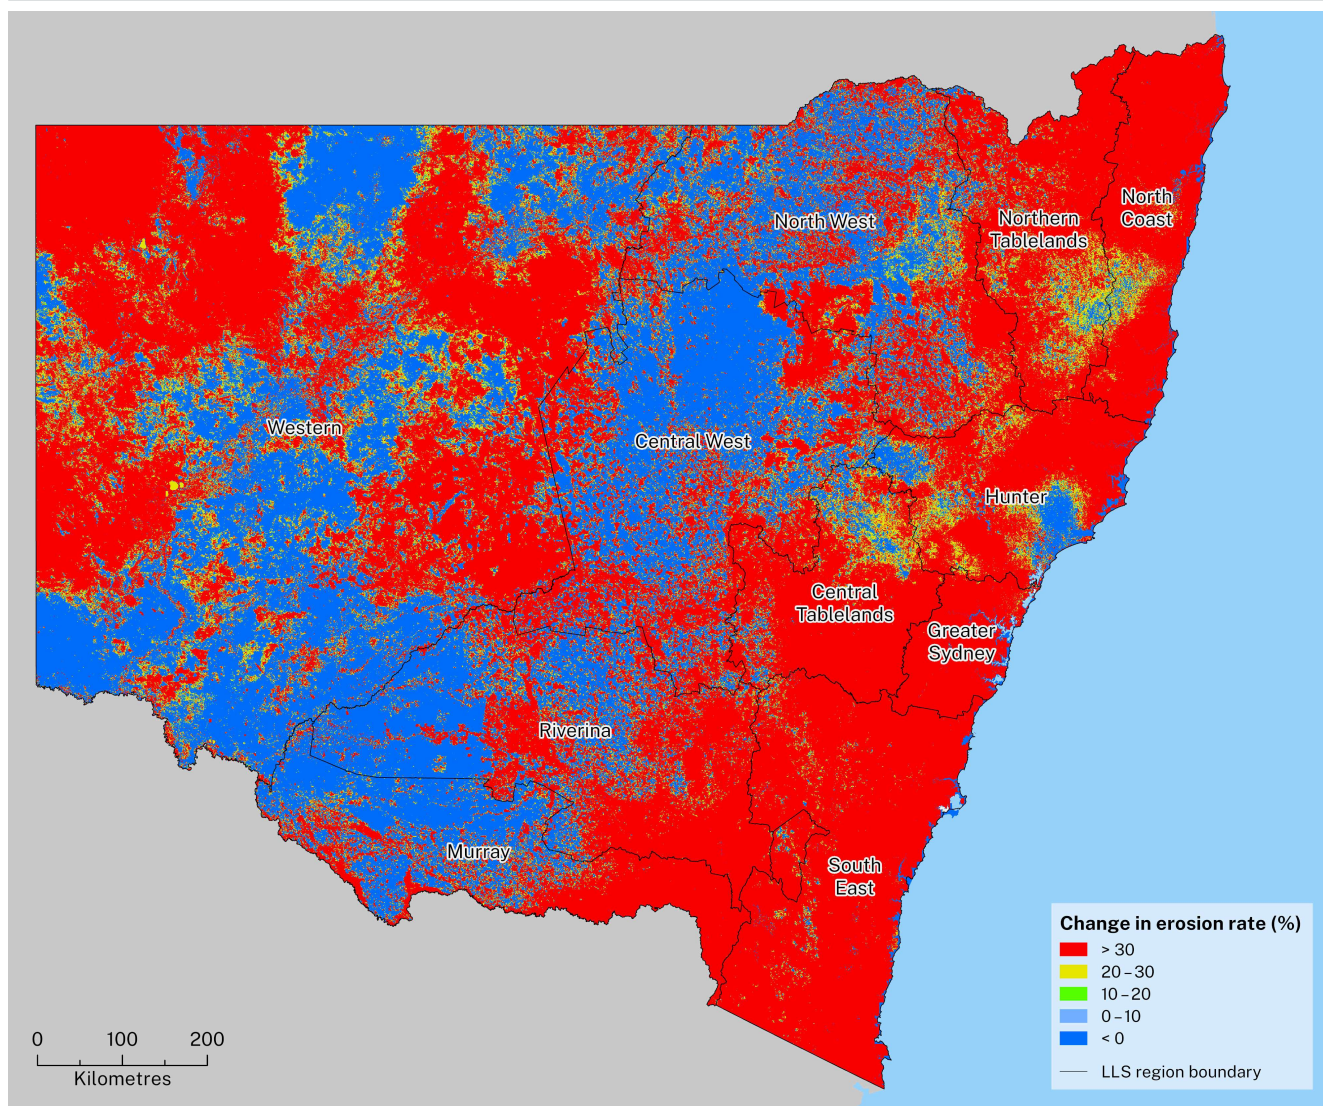 North West
Northern
Tablelands
North
Coast
Western
Central West
Hunter
Central
Tablelands
Greater
Sydney
Riverina
Murray
South
East
Change in erosion rate (%)
> 30
20 – 30
10 – 20
0 – 10
< 0
LLS region boundary
0 100 200
Kilometres